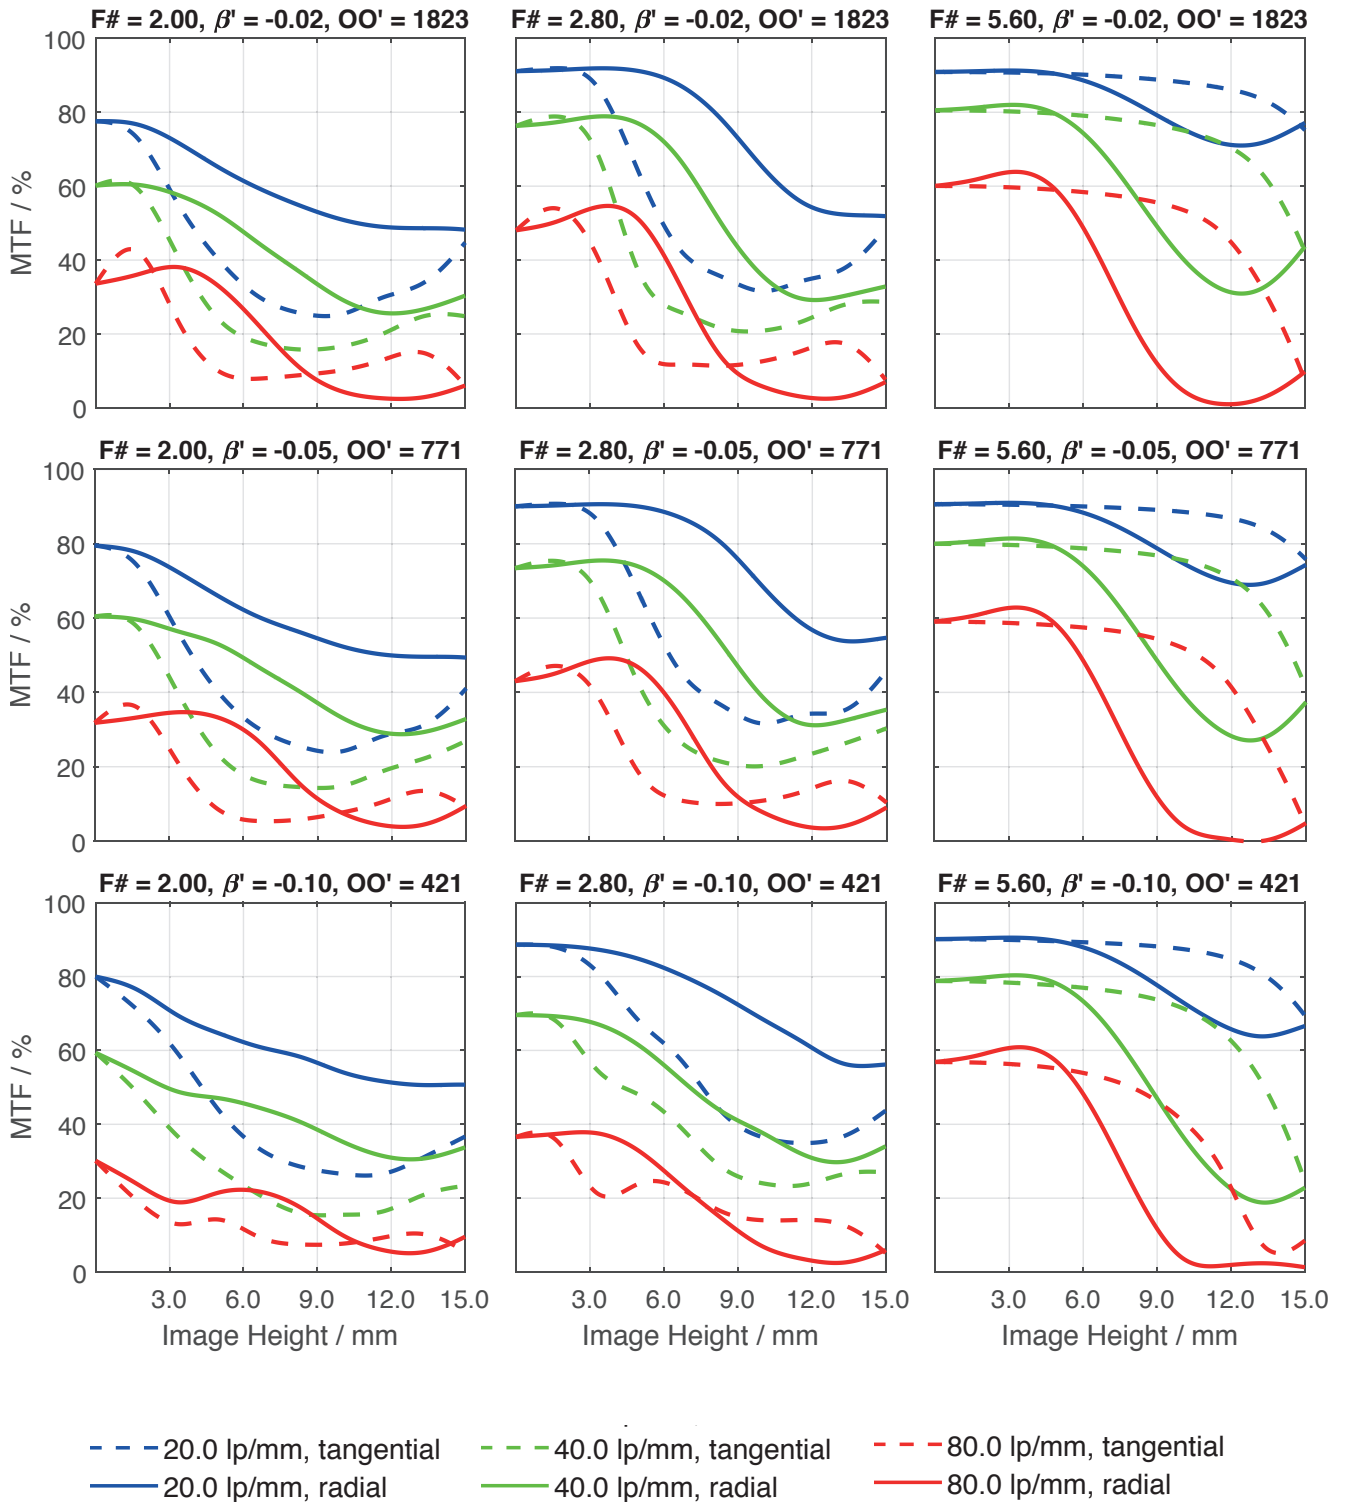 F# = 2.00, β' = -0.02, OO' = 1823
F# = 2.80, β' = -0.02, OO' = 1823
F# = 5.60, β' = -0.02, OO' = 1823
100
80
60
40
20
0
MTF / %
F# = 2.00, β' = -0.05, OO' = 771
F# = 2.80, β' = -0.05, OO' = 771
F# = 5.60, β' = -0.05, OO' = 771
100
80
60
40
20
0
MTF / %
F# = 2.00, β' = -0.10, OO' = 421
F# = 2.80, β' = -0.10, OO' = 421
F# = 5.60, β' = -0.10, OO' = 421
100
80
60
40
20
0
MTF / %
3.0 6.0 9.0 12.0 15.0
3.0 6.0 9.0 12.0 15.0
3.0 6.0 9.0 12.0 15.0
Image Height / mm
Image Height / mm
Image Height / mm
20.0 lp/mm, tangential
40.0 lp/mm, tangential
80.0 lp/mm, tangential
20.0 lp/mm, radial
40.0 lp/mm, radial
80.0 lp/mm, radial